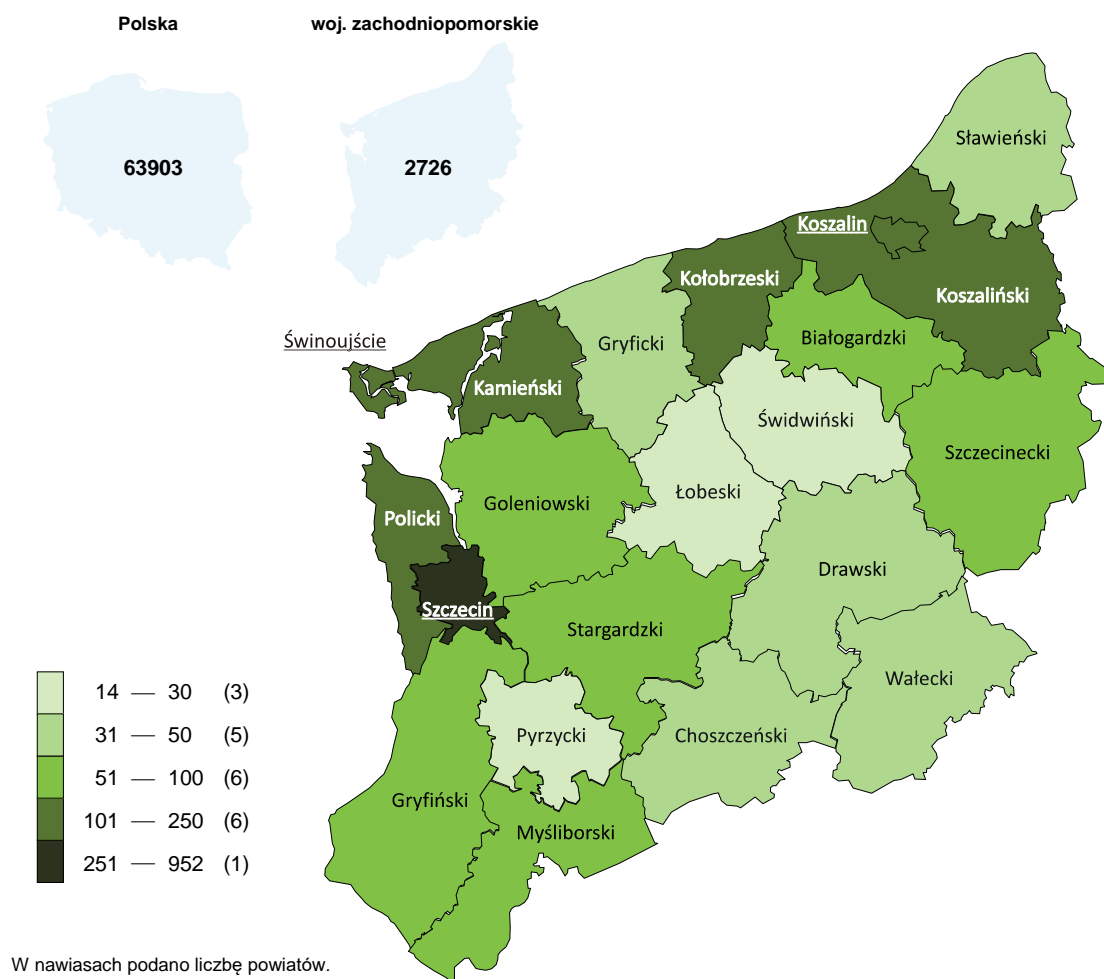 Polska
woj. zachodniopomorskie
63903
2726
Sławieński
Koszalin
Kołobrzeski
Koszaliński
Świnoujście
Gryficki
Białogardzki
Kamieński
Świdwiński
Szczecinecki
Goleniowski
Łobeski
Policki
Drawski
Szczecin
Stargardzki
Wałecki
Pyrzycki
Choszczeński
Gryfiński
Myśliborski
14 — 30 (3)
31 — 50 (5)
51 — 100 (6)
101 — 250 (6)
251 — 952 (1)
W nawiasach podano liczbę powiatów.